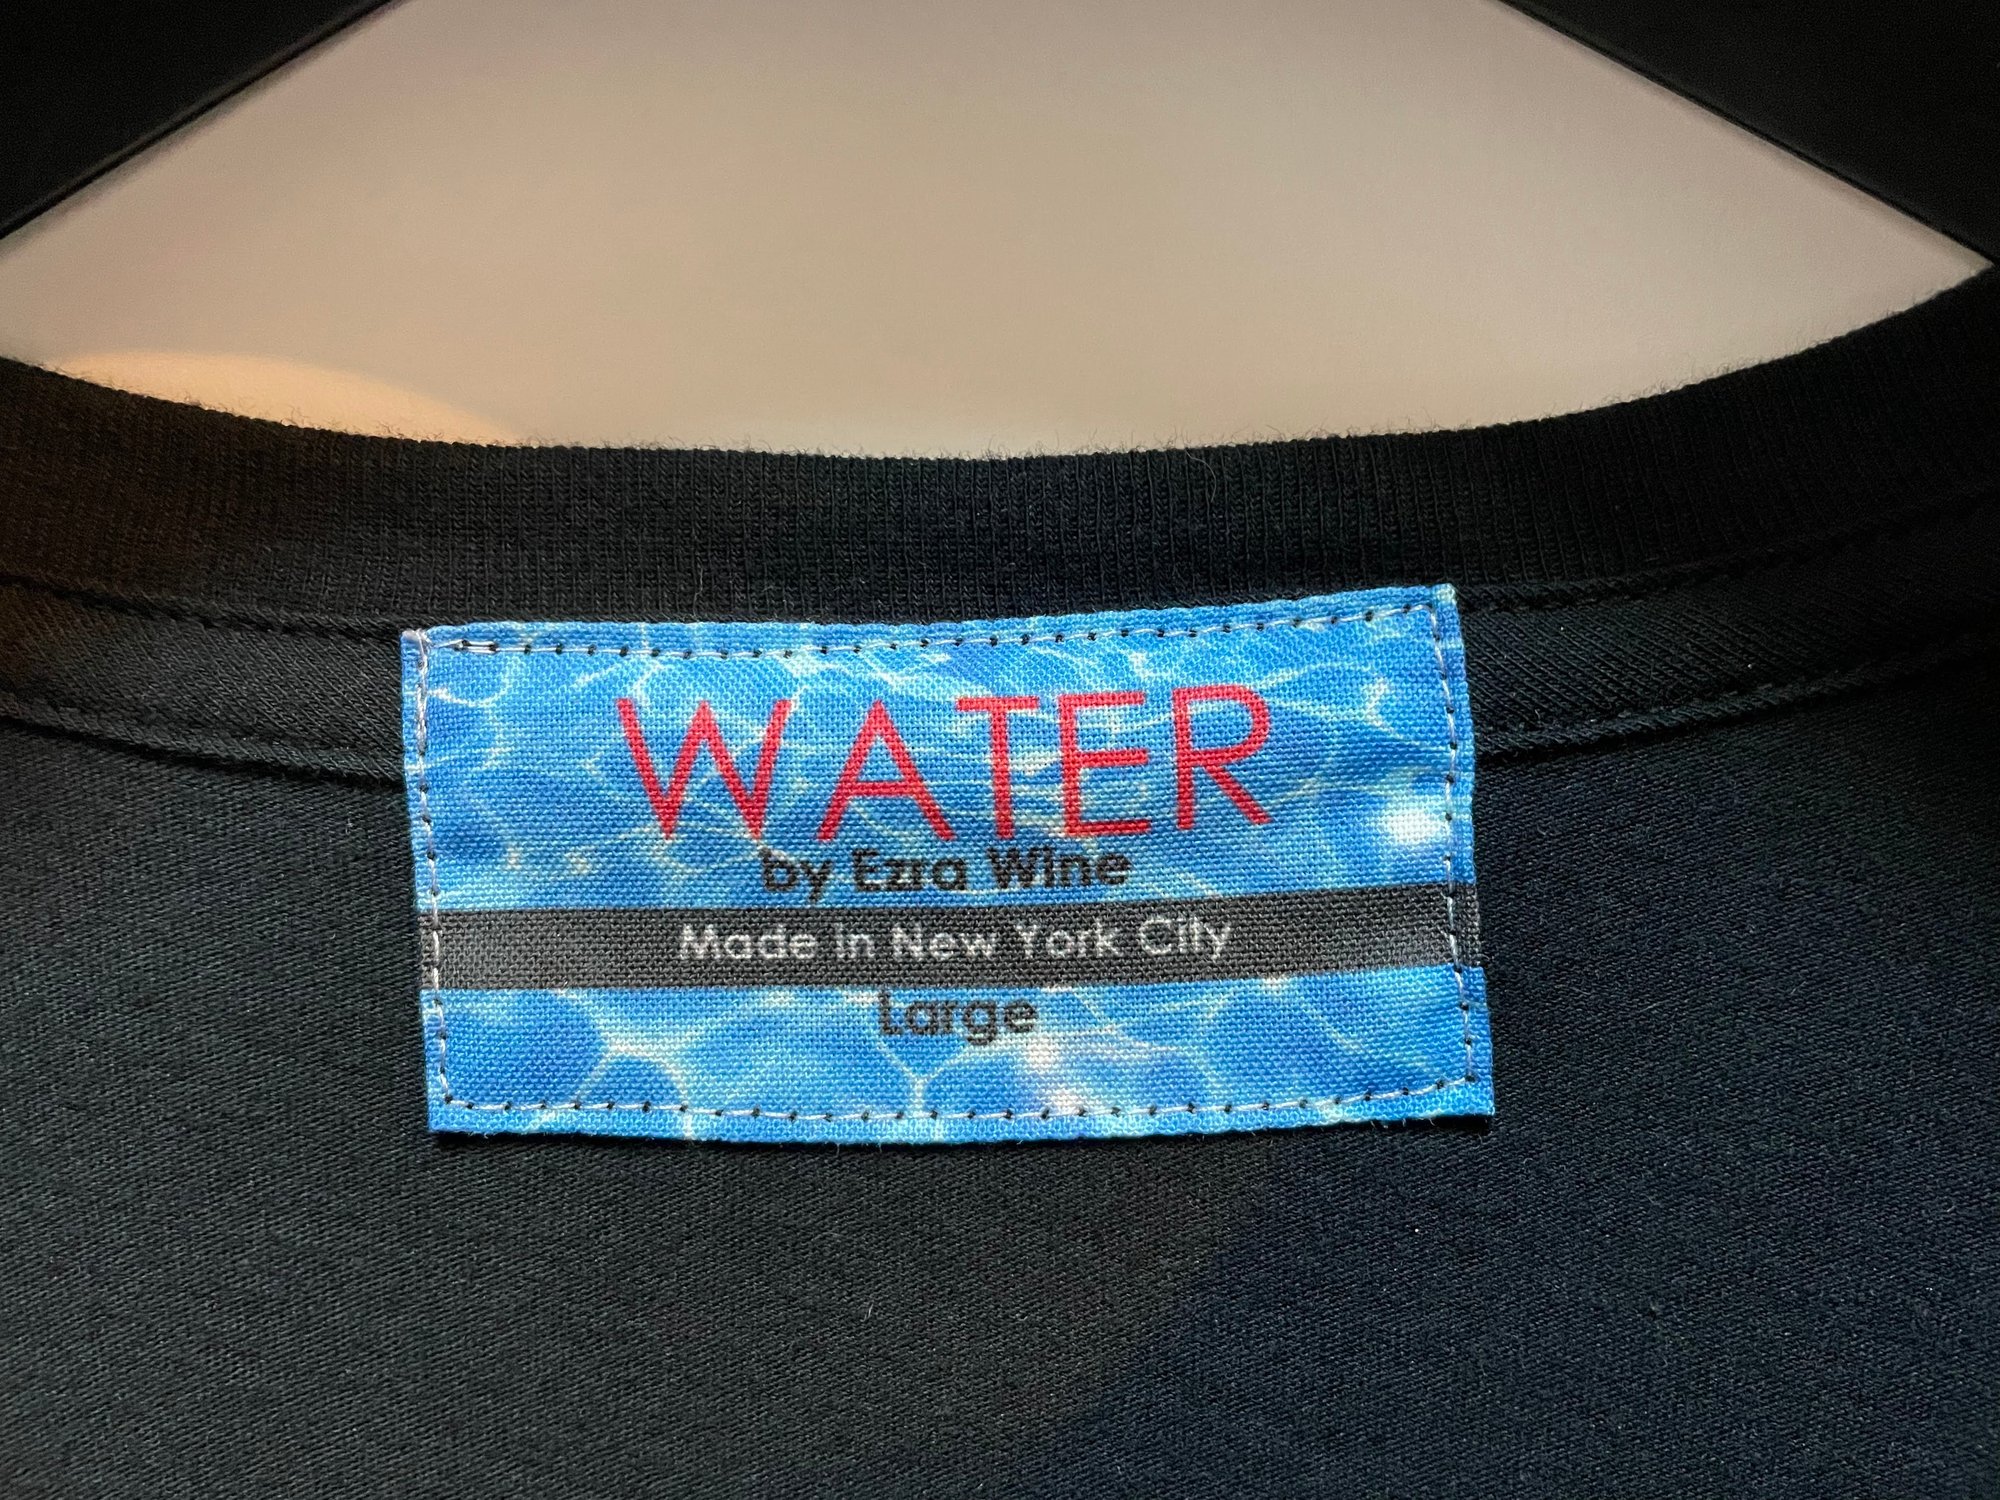 WATER
by Ezra Wine
Made in New York City
Large